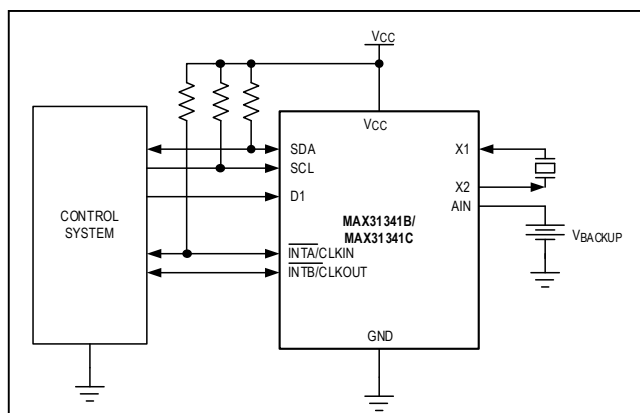 VCC
CONTROL
SYSTEM
VCC
SDA
SCL
D1
INTA/CLKIN
INTB/CLKOUT
MAX31341B/
MAX31341C
GND
X1
X2
AIN
VBACKUP